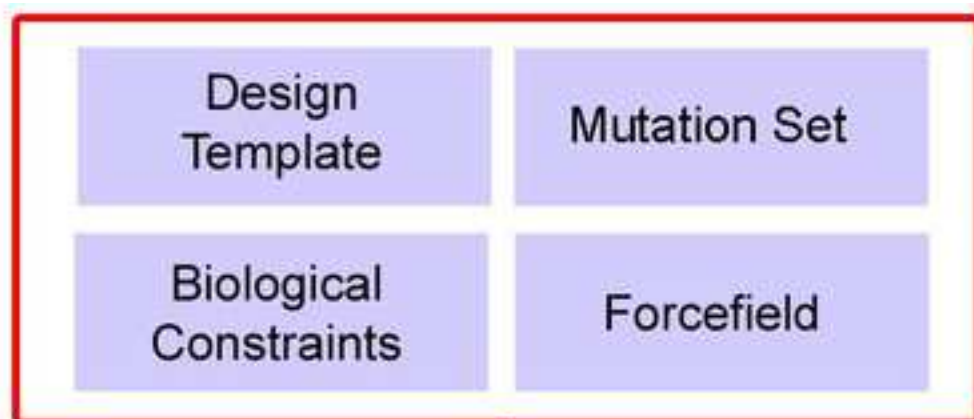 Design
Template
Mutation Set
Biological
Constraints
Forcefield